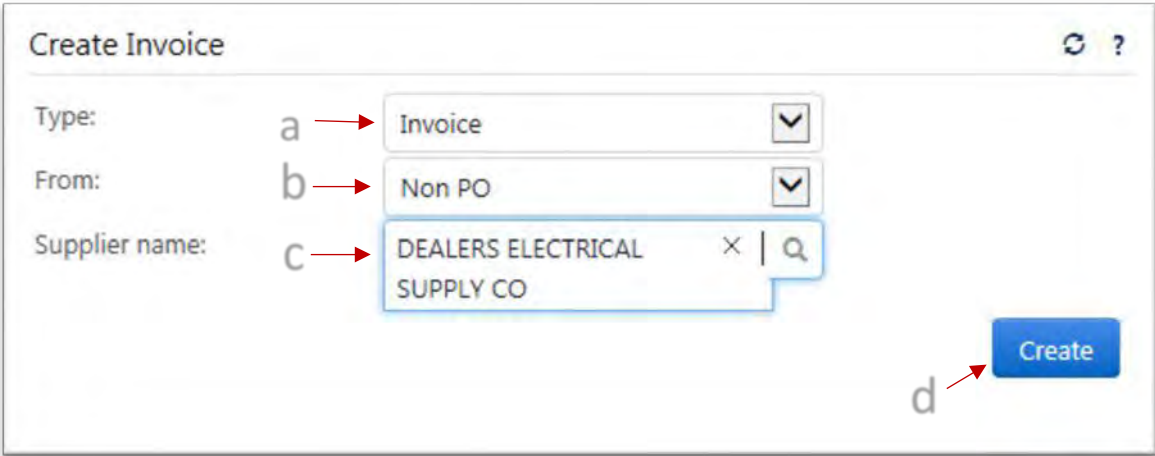 Create Invoice ?
Type: a Invoice
From: b Non PO
Supplier name: c DEALERS ELECTRICAL
SUPPLY CO
Create
d